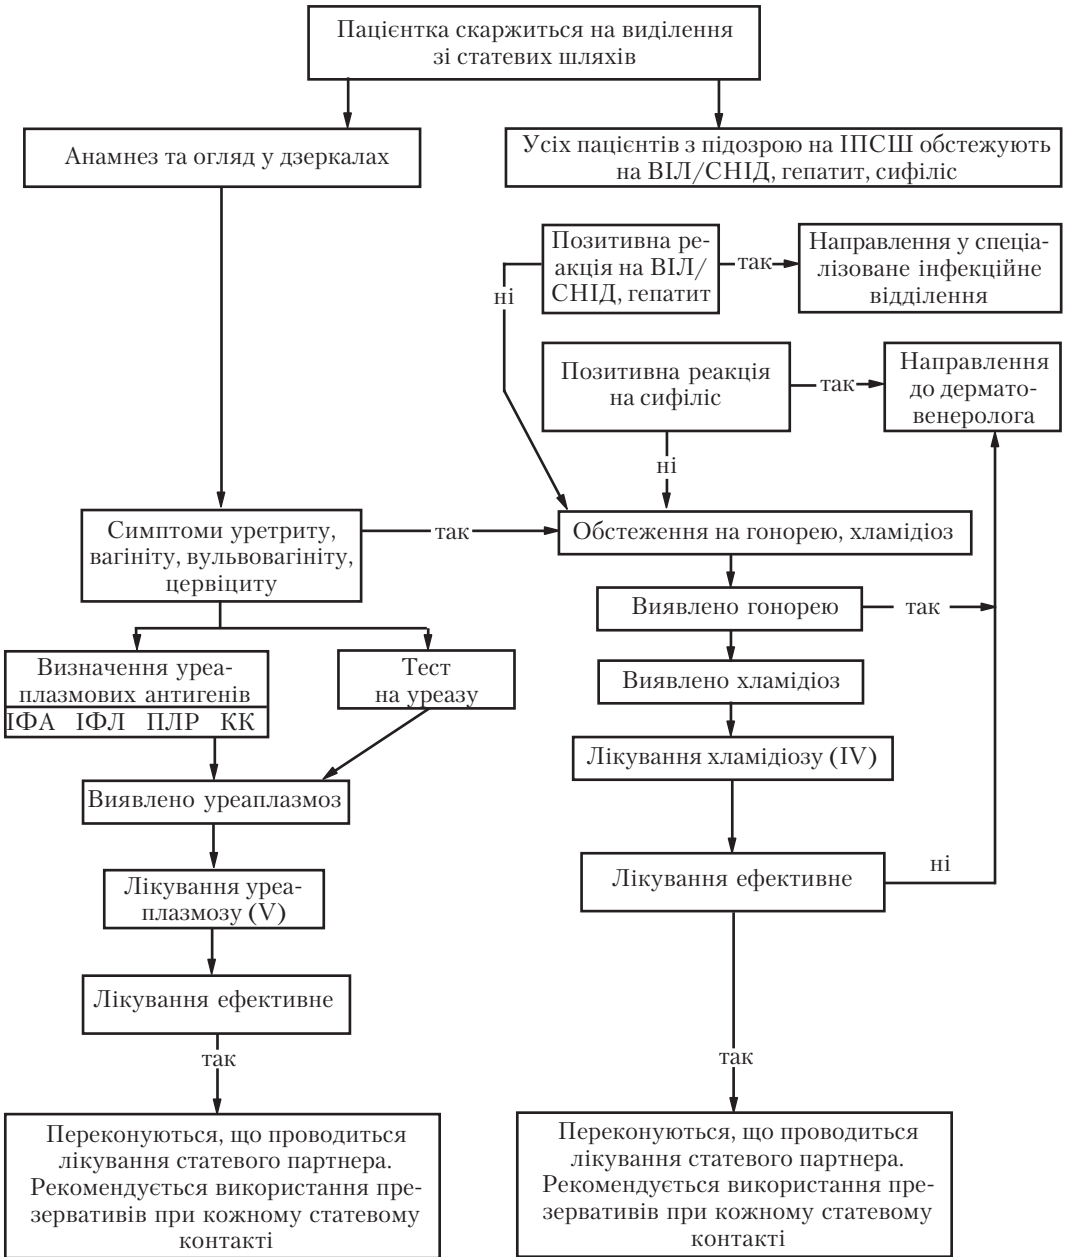 Пацієнтка скаржиться на виділення
зі статевих шляхів
Анамнез та огляд у дзеркалах
Усіх пацієнтів з підозрою на ІПСШ обстежують
на ВІЛ/СНІД, гепатит, сифіліс
Позитивна ре-
акція на ВІЛ/
СНІД, гепатит
так
Направлення у спеціа-
лізоване інфекційне
відділення
ні
Позитивна реакція
на сифіліс
так
Направлення
до дермато-
венеролога
ні
Симптоми уретриту,
вагініту, вульвовагініту,
цервіциту
так
Обстеження на гонорею, хламідіоз
Виявлено гонорею
так
Визначення уреа-
плазмових антигенів
ІФА ІФЛ ПЛР КК
Тест
на уреазу
Виявлено хламідіоз
Лікування хламідіозу (IV)
Виявлено уреаплазмоз
Лікування уреа-
плазмозу (V)
Лікування ефективне
ні
Лікування ефективне
так
так
Переконуються, що проводиться
лікування статевого партнера.
Рекомендується використання пре-
зервативів при кожному статевому
контакті
Переконуються, що проводиться
лікування статевого партнера.
Рекомендується використання пре-
зервативів при кожному статевому
контакті